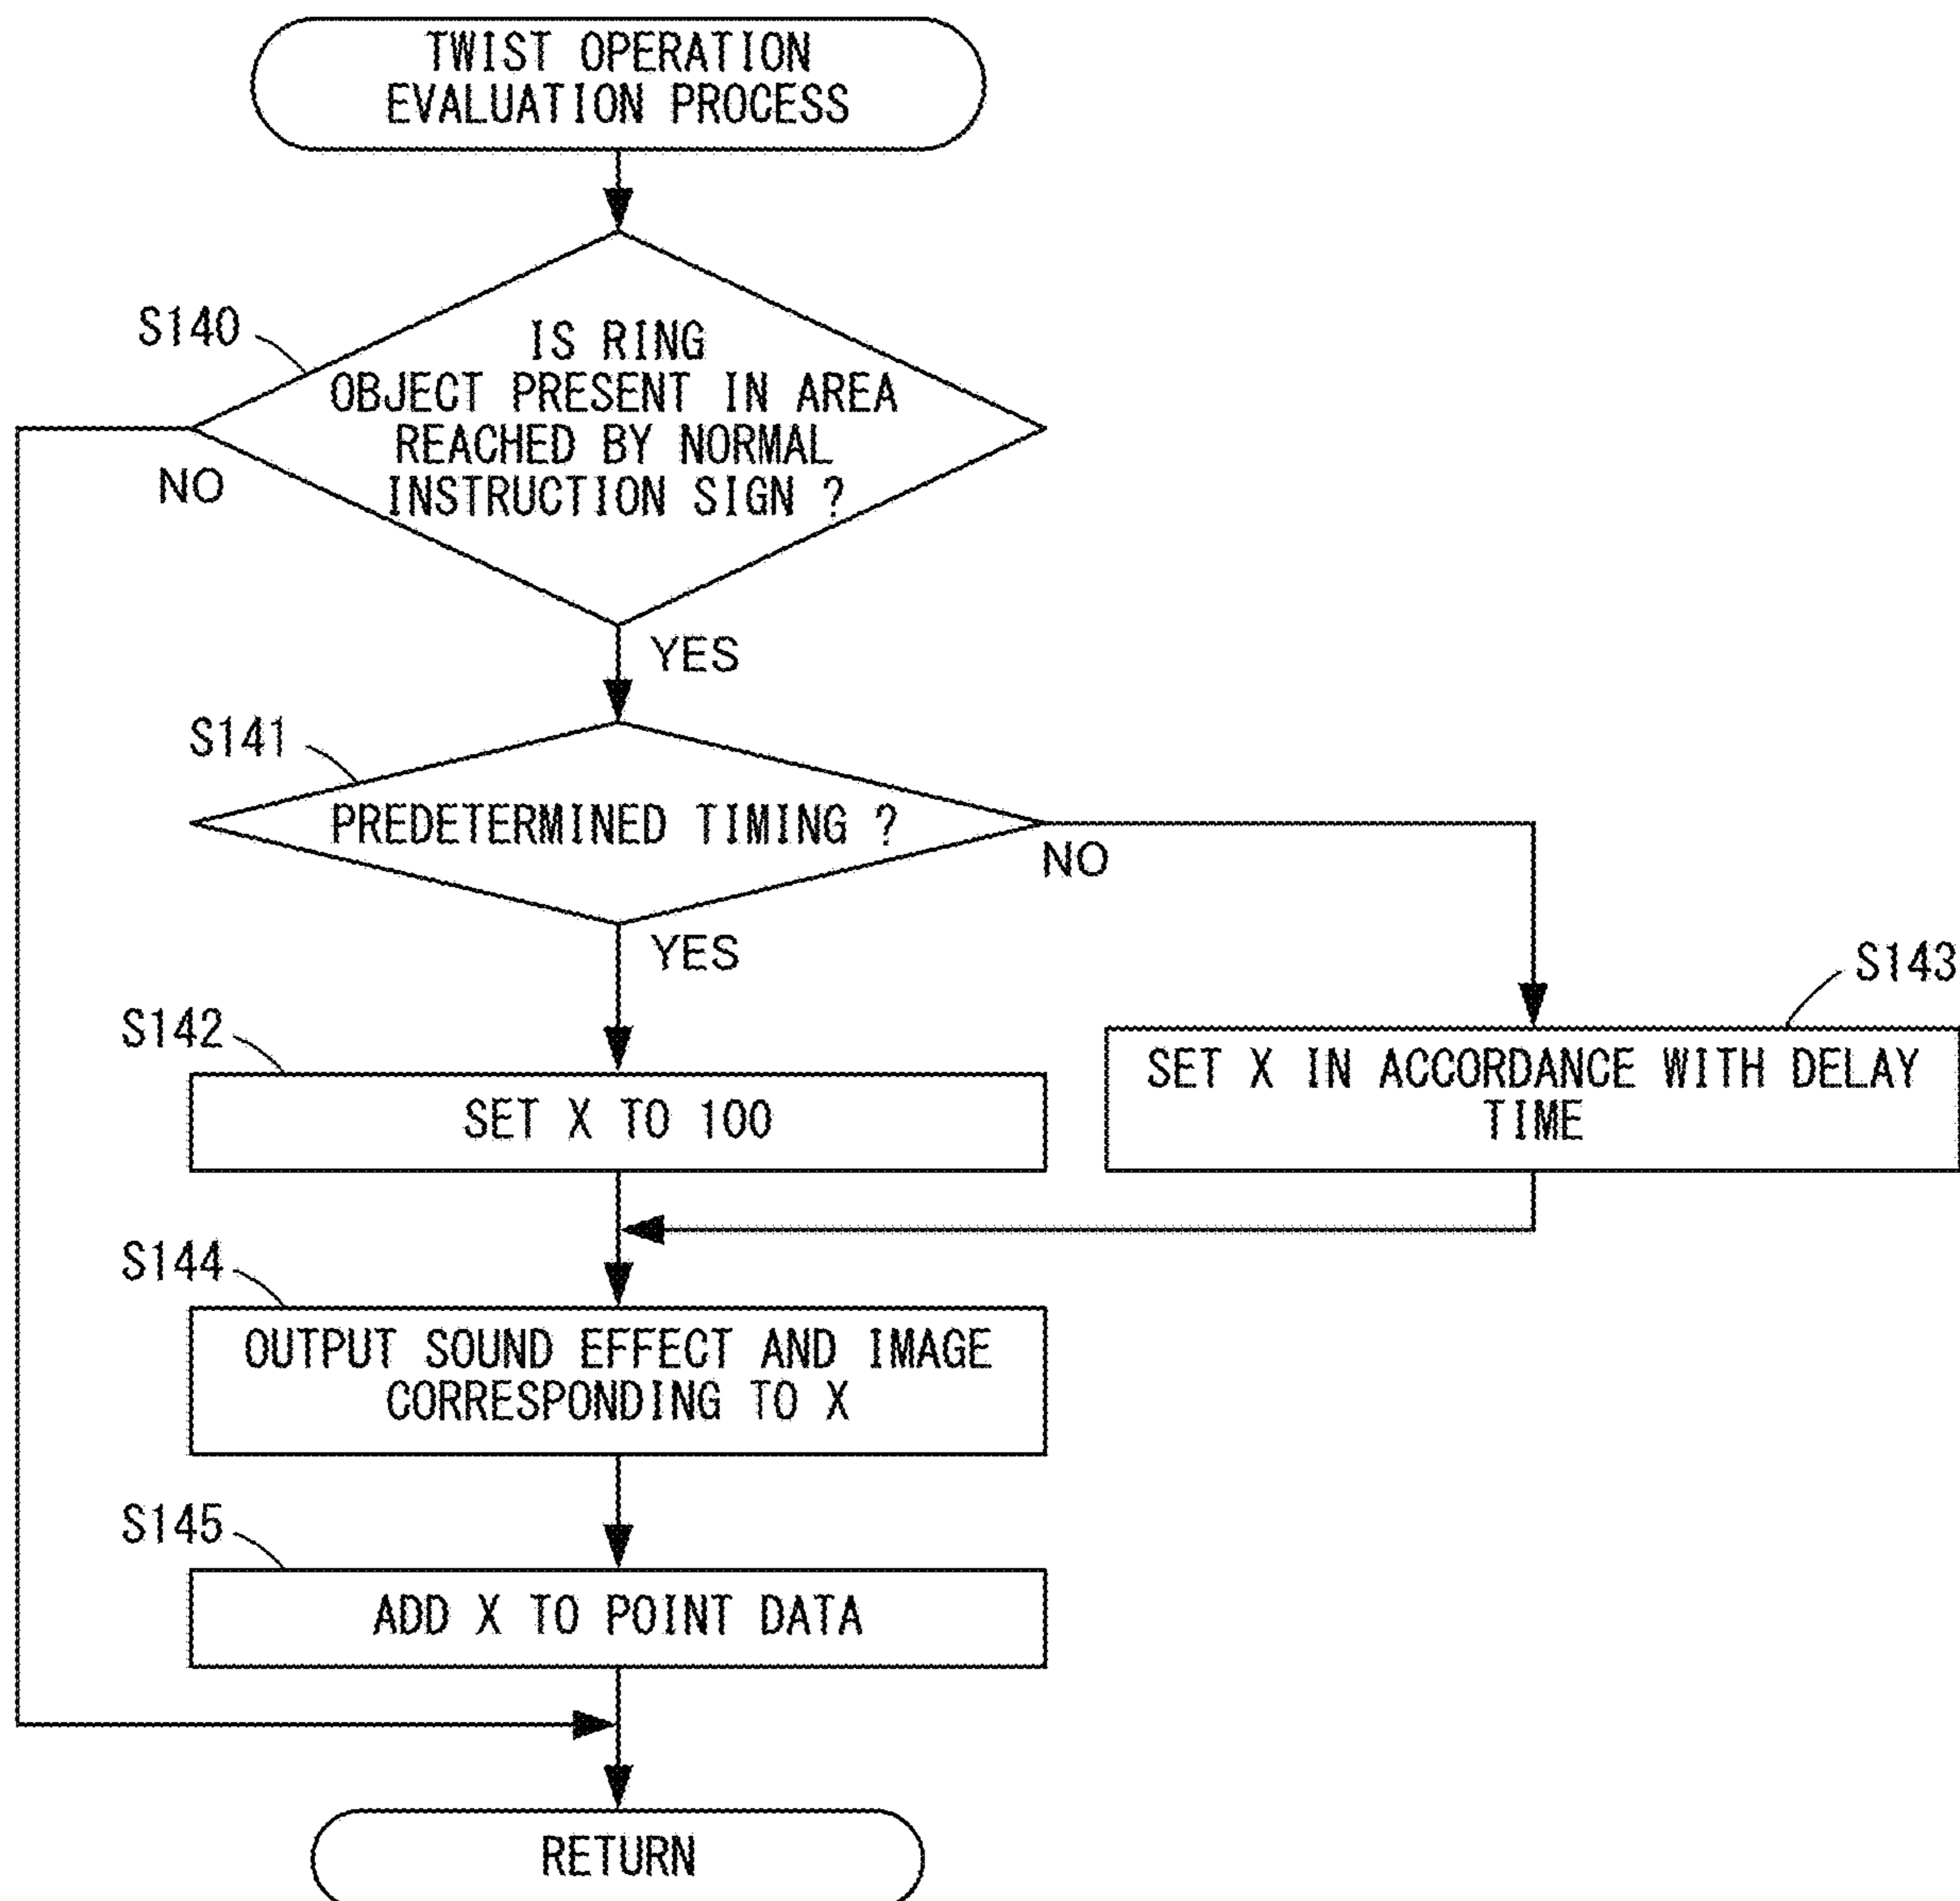 TWIST OPERATION
EVALUATION PROCESS
S140
IS RING
OBJECT PRESENT IN AREA
REACHED BY NORMAL
INSTRUCTION SIGN ?
NO
YES
S141
PREDETERMINED TIMING ?
NO
YES
S142
SET X TO 100
S143
SET X IN ACCORDANCE WITH DELAY
TIME
S144
OUTPUT SOUND EFFECT AND IMAGE
CORRESPONDING TO X
S145
ADD X TO POINT DATA
RETURN